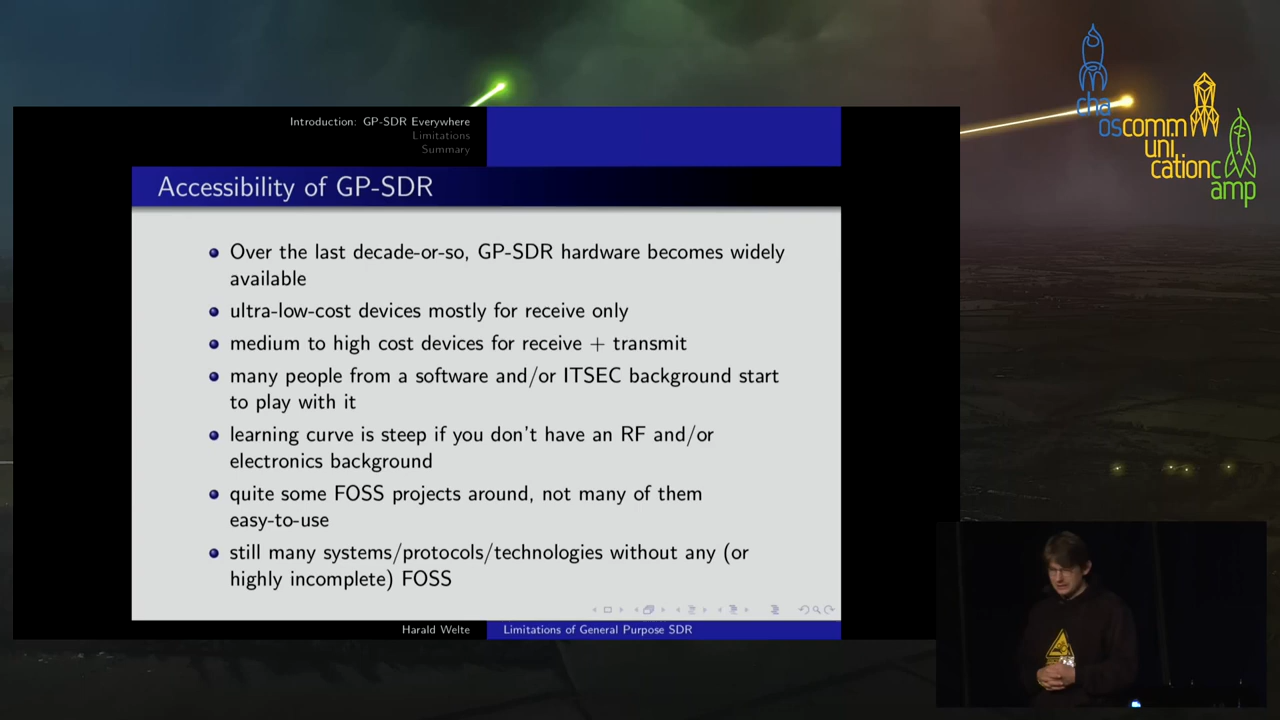 Introduction: GP-SDR Everywhere
Limitations
Summary
Accessibility of GP-SDR
Over the last decade-or-so, GP-SDR hardware becomes widely
available
ultra-low-cost devices mostly for receive only
medium to high cost devices for receive + transmit
many people from a software and/or ITSEC background start
to play with it
learning curve is steep if you don't have an RF and/or
electronics background
quite some FOSS projects around, not many of them
easy-to-use
still many systems/protocols/technologies without any (or
highly incomplete) FOSS
Harald Welte
Limitations of General Purpose SDR
cha
oscomm
uni
cationc
amp